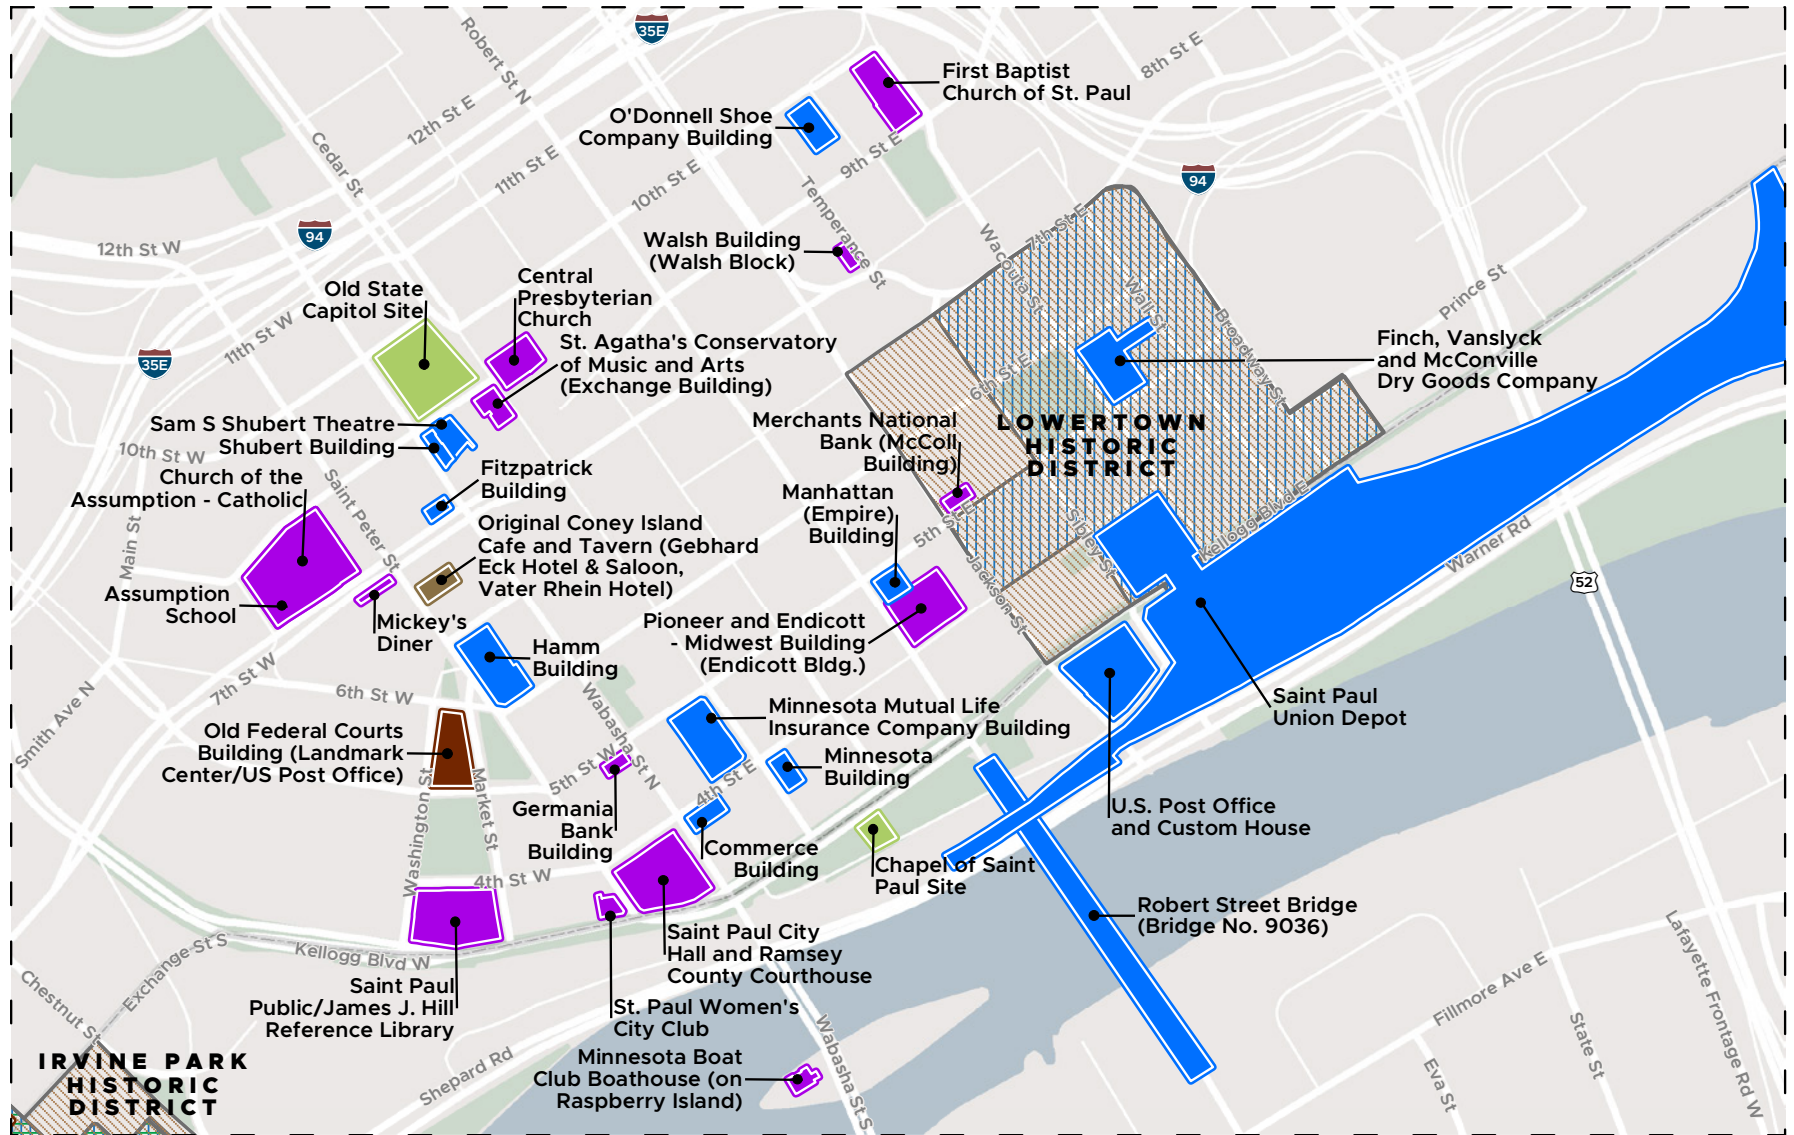 35E
Robert St N
8th St E
First Baptist
Church of St. Paul
12th St E
O'Donnell Shoe
Company Building
Cedar St
11th St E
9th St E
10th St E
94
Temperance St
7th St E
Wacouta St
12th St W
94
Walsh Building
(Walsh Block)
Old State
Capitol Site
Central
Presbyterian
Church
Wall St
Prince St
Broadway St
11th St W
35E
St. Agatha's Conservatory
of Music and Arts
(Exchange Building)
Finch, Vanslyck
and McConville
Dry Goods Company
6th St E
Sam S Shubert Theatre
Shubert Building
Merchants National
Bank (McColl
Building)
LOWERTOWN
HISTORIC
DISTRICT
10th St W
Church of the
Assumption - Catholic
Saint Peter St
Fitzpatrick
Building
Manhattan
(Empire)
Building
Kellogg Blvd E
Original Coney Island
Cafe and Tavern (Gebhard
Eck Hotel & Saloon,
Vater Rhein Hotel)
5th St E
Sibley St
Warner Rd
Main St
52
Jackson St
Assumption
School
Mickey's
Diner
Pioneer and Endicott
- Midwest Building
(Endicott Bldg.)
Hamm
Building
7th St W
6th St W
Smith Ave N
Wabasha St N
Saint Paul
Union Depot
Minnesota Mutual Life
Insurance Company Building
Old Federal Courts
Building (Landmark
Center/US Post Office)
5th St W
4th St E
Minnesota
Building
Washington St
Market St
Germania
Bank
Building
U.S. Post Office
and Custom House
Commerce
Building
Chapel of Saint
Paul Site
4th St W
Robert Street Bridge
(Bridge No. 9036)
Saint Paul City
Hall and Ramsey
County Courthouse
Exchange St S
Kellogg Blvd W
Lafayette Frontage Rd W
Fillmore Ave E
Chestnut St
Saint Paul
Public/James J. Hill
Reference Library
St. Paul Women's
City Club
State St
Wabasha St S
IRVINE PARK
HISTORIC
DISTRICT
Shepard Rd
Minnesota Boat
Club Boathouse (on
Raspberry Island)
Eva St